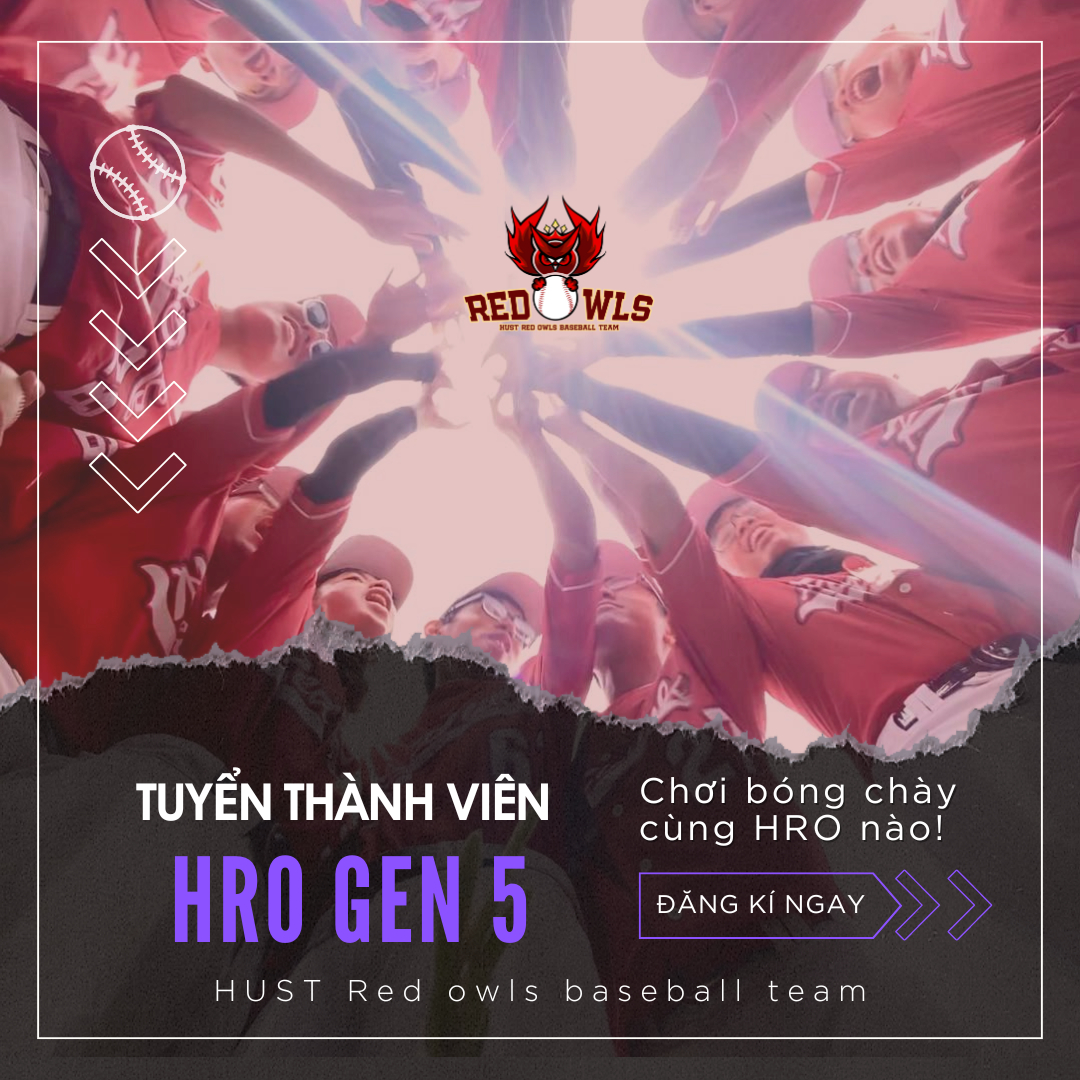 RED WLS
HUST RED OWLS BASEBALL TEAM
TUYỂN THÀNH VIÊN
HRO GEN 5
Chơi bóng chày
cùng HRO nào!
ĐĂNG KÍ NGAY
HUST Red owls baseball team